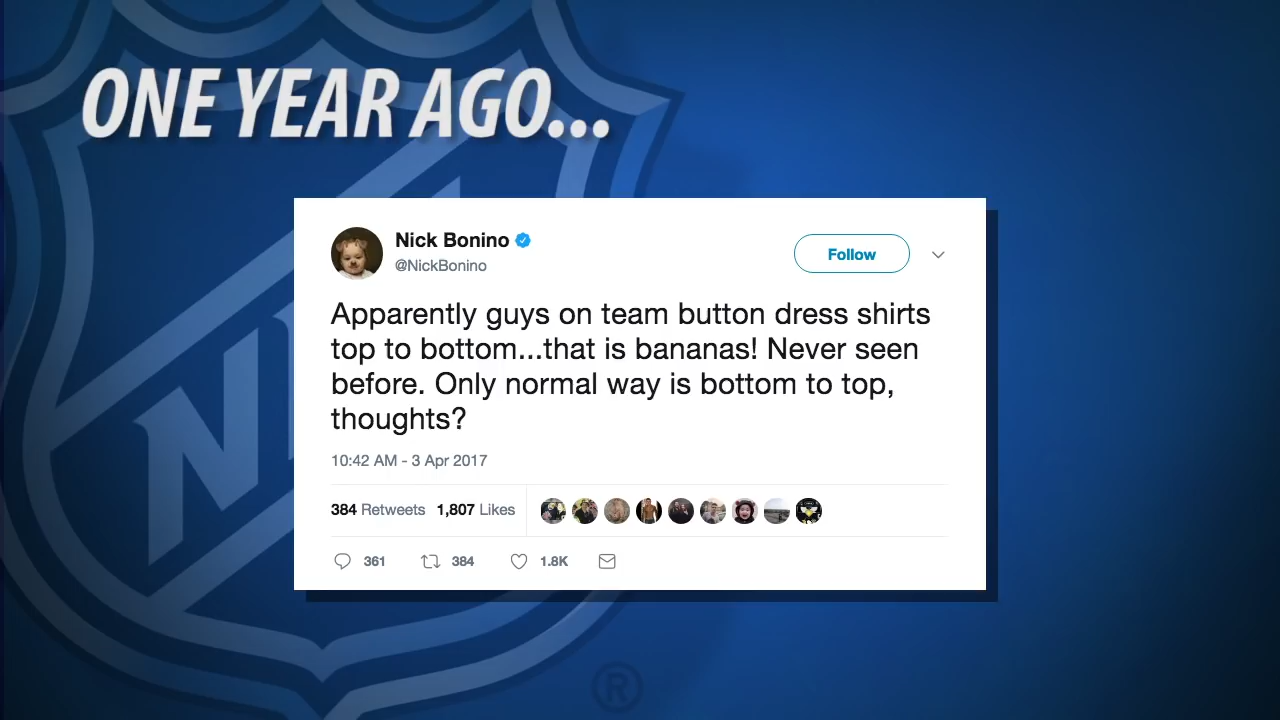 ONE YEAR AGO...
Nick Bonino
@NickBonino
Follow
Apparently guys on team button dress shirts
top to bottom...that is bananas! Never seen
before. Only normal way is bottom to top,
thoughts?
10:42 AM - 3 Apr 2017
384 Retweets 1,807 Likes
361 384 1.8K
N
®